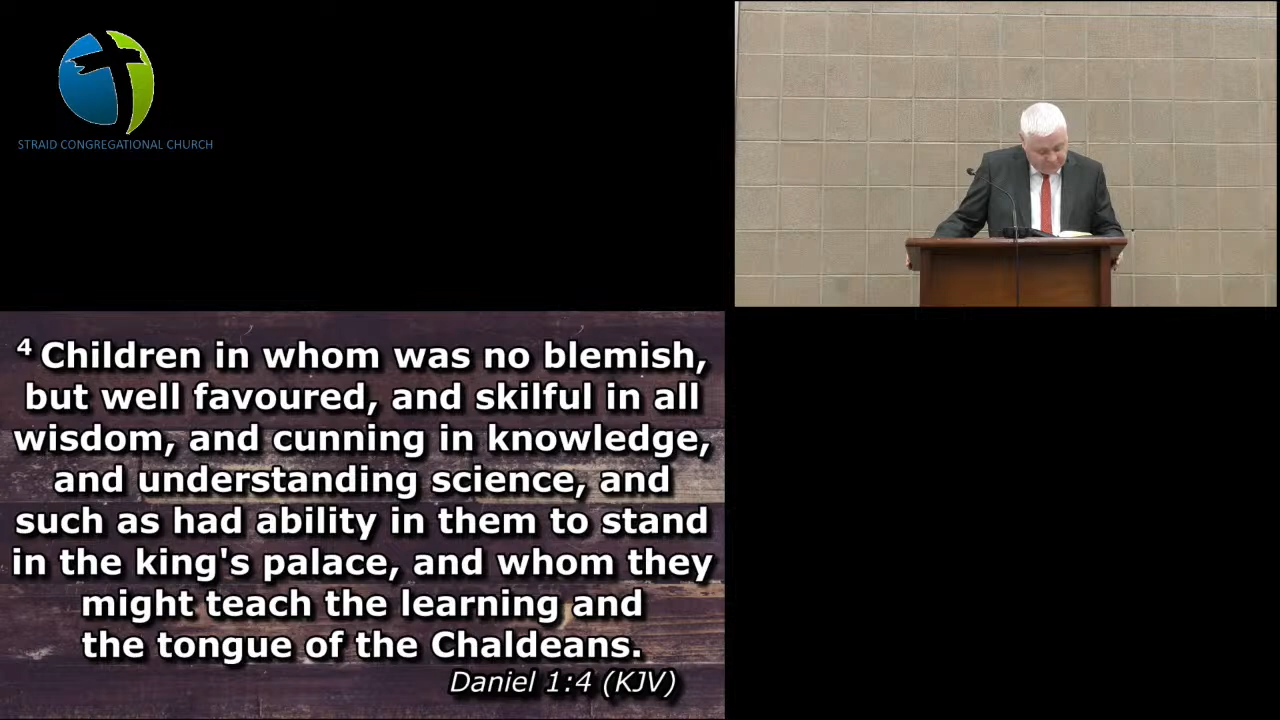 STRAID CONGREGATIONAL CHURCH
4 Children in whom was no blemish,
but well favoured, and skilful in all
wisdom, and cunning in knowledge,
and understanding science, and
such as had ability in them to stand
in the king's palace, and whom they
might teach the learning and
the tongue of the Chaldeans.
Daniel 1:4 (KJV)